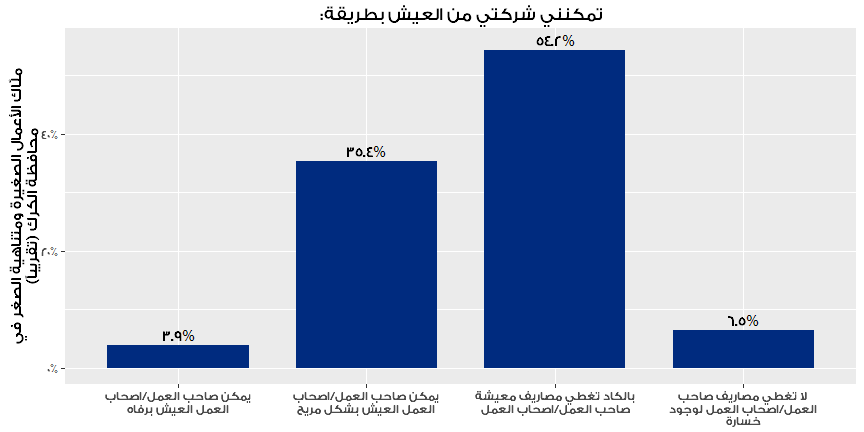 تمكنني شركتي من العيش بطريقة:
ملّاك الأعمال الصغيرة ومتناهية الصغر في
محافظة الكرك (تقريباً)
٤٠%
٢٠%
٠%
٣.٩%
٣٥.٤%
٥٤.٢%
٦.٥%
يمكن صاحب العمل/اصحاب
العمل العيش برفاه
يمكن صاحب العمل/اصحاب
العمل العيش بشكل مريح
بالكاد تغطي مصاريف معيشة
صاحب العمل/اصحاب العمل
لا تغطي مصاريف صاحب
العمل/اصحاب العمل لوجود
خسارة